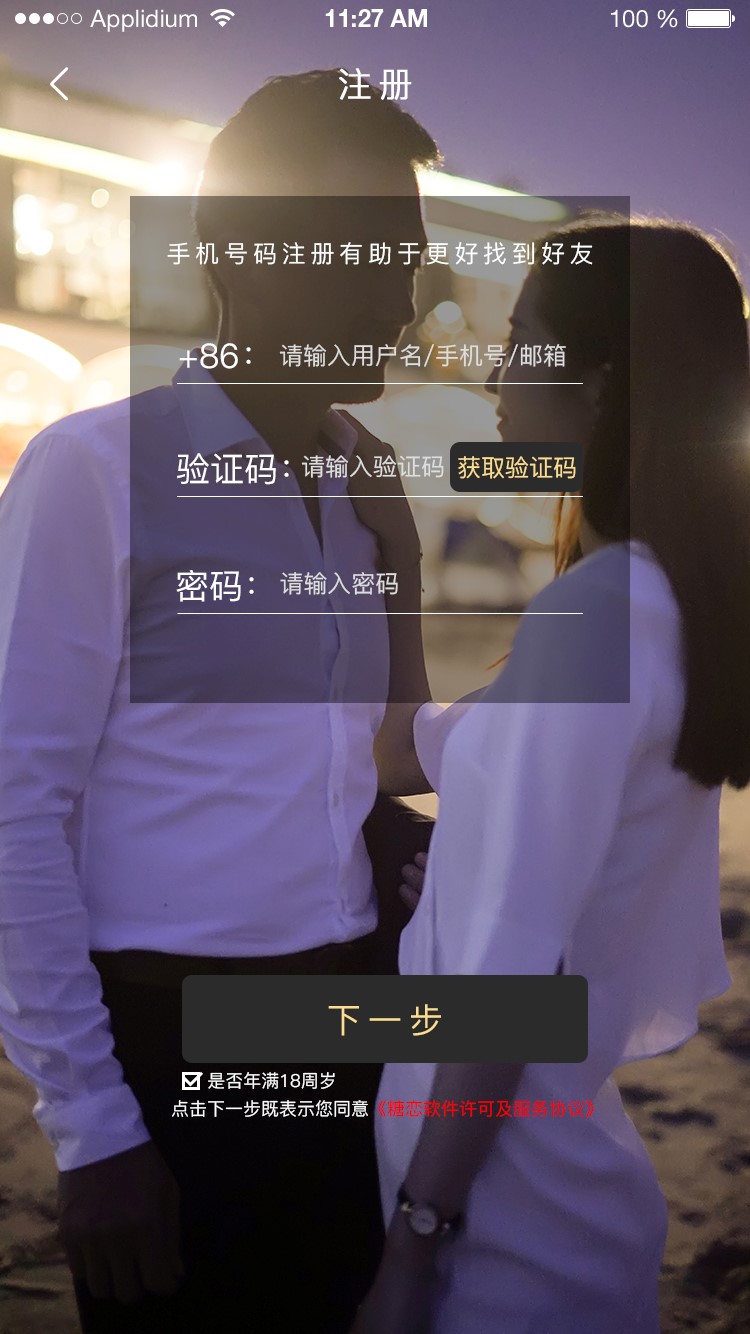 Applidium 11:27 AM 100 %
注册
手机号码注册有助于更好找到好友
+86： 请输入用户名/手机号/邮箱
验证码：请输入验证码 获取验证码
密码： 请输入密码
下一步
是否年满18周岁
点击下一步既表示您同意《糖恋软件许可及服务协议》